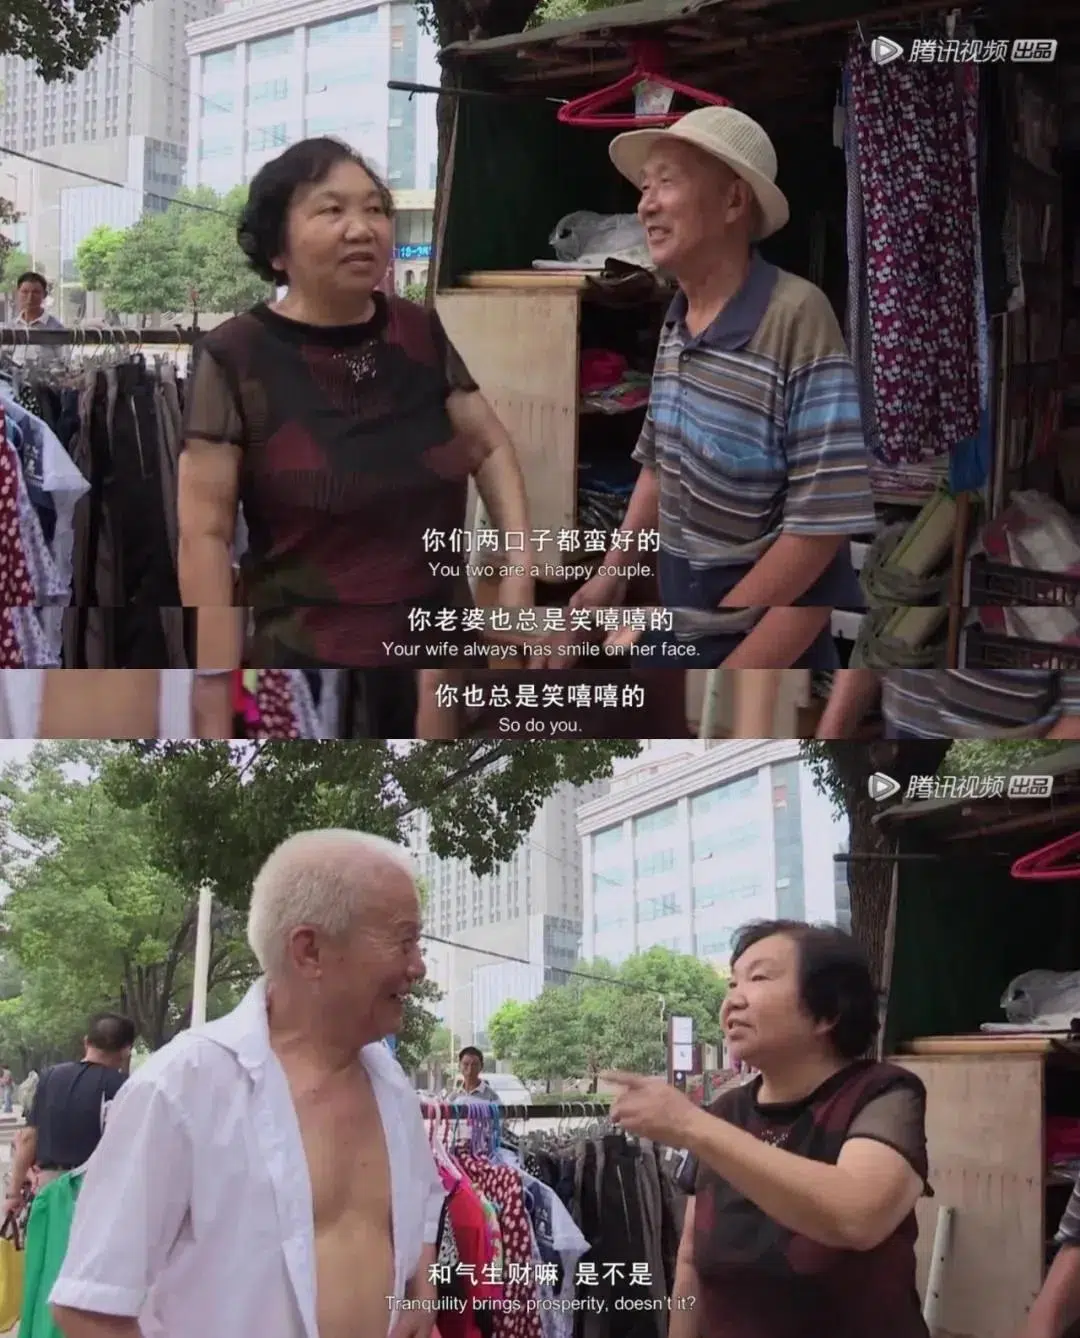 腾讯视频 出品
你们两口子都蛮好的
You two are a happy couple.
你老婆也总是笑嘻嘻的
Your wife always has smile on her face.
你也总是笑嘻嘻的
So do you.
腾讯视频 出品
和气生财嘛 是不是
Tranquility brings prosperity, doesn't it?